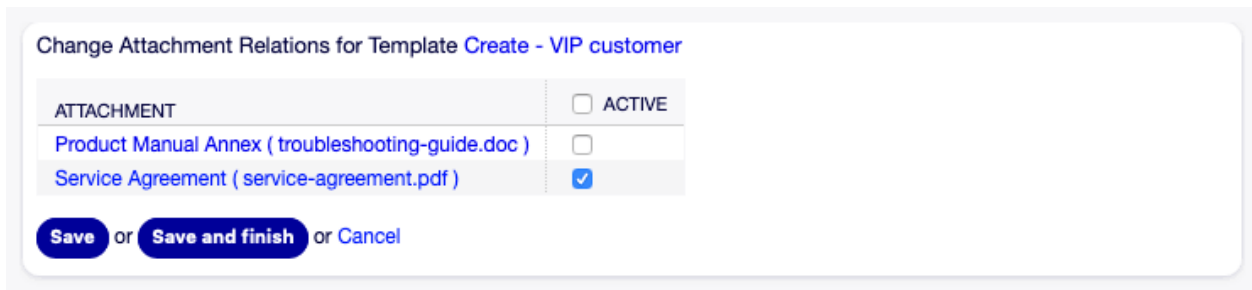 Change Attachment Relations for Template Create - VIP customer
ATTACHMENT ACTIVE
Product Manual Annex ( troubleshooting-guide.doc )
Service Agreement ( service-agreement.pdf )
Save or Save and finish or Cancel